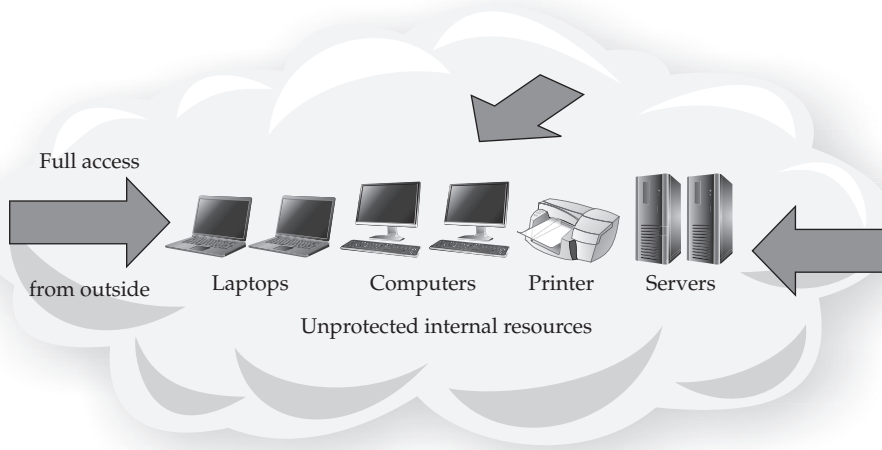 Full access
from outside
Laptops
Computers
Printer
Servers
Unprotected internal resources